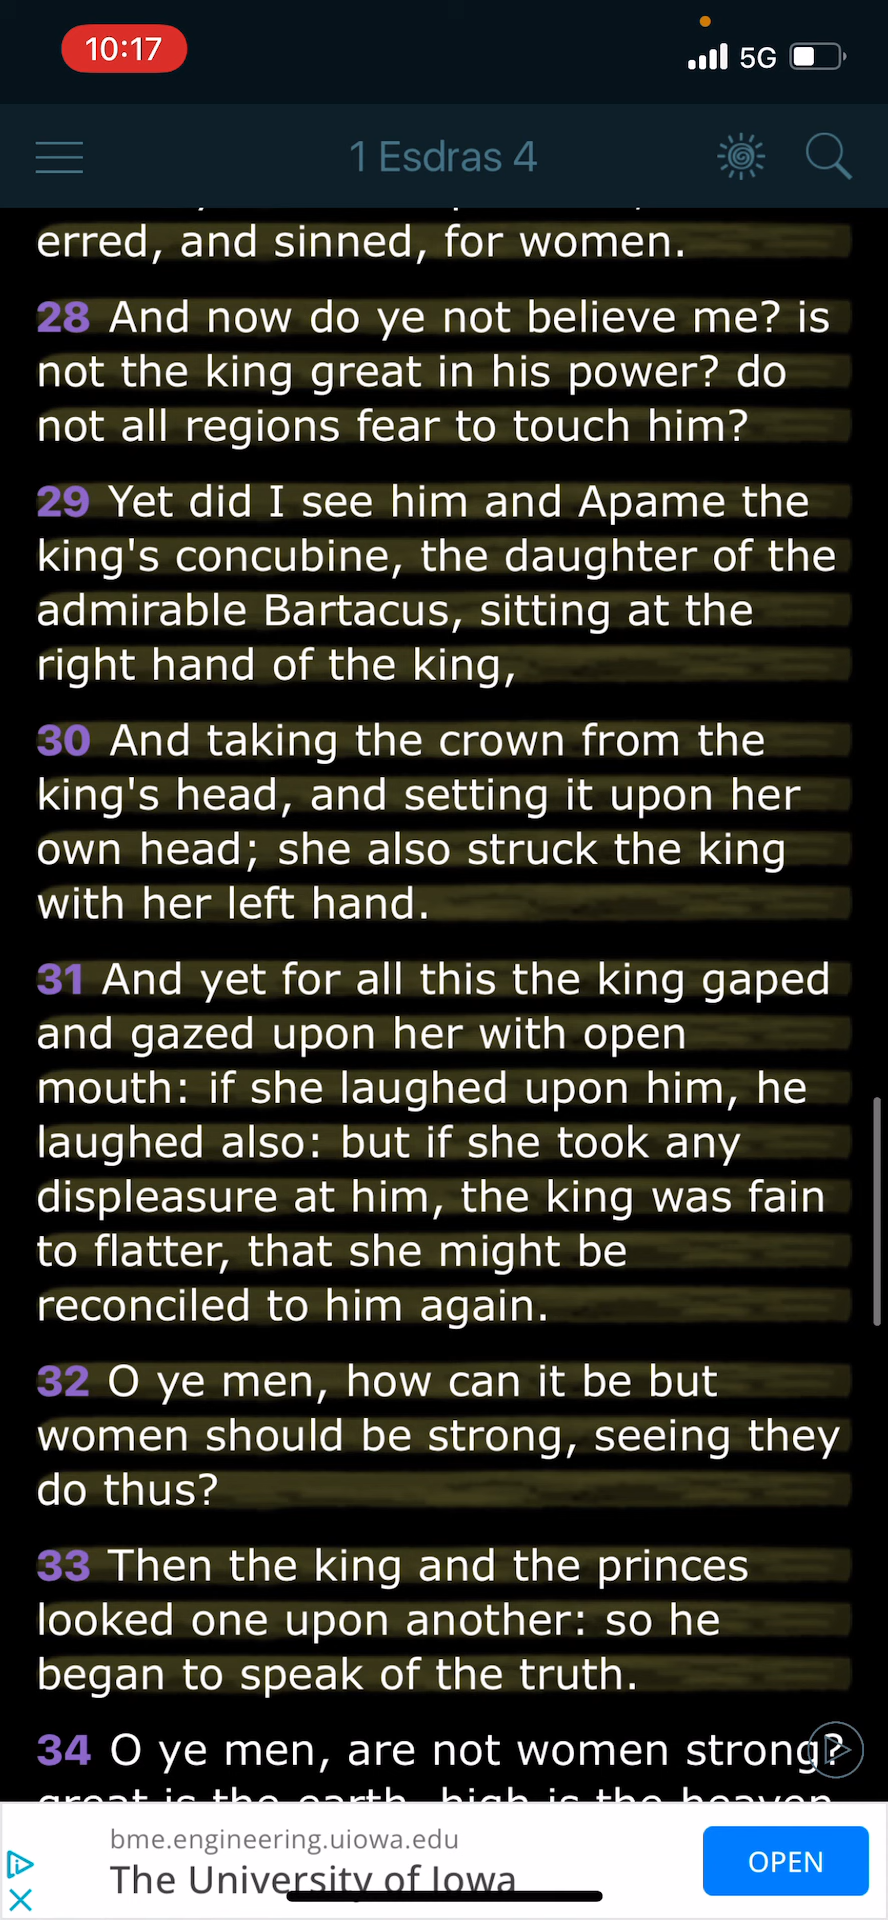 10:17
5G
1 Esdras 4
erred, and sinned, for women.
28 And now do ye not believe me? is
not the king great in his power? do
not all regions fear to touch him?
29 Yet did I see him and Apame the
king's concubine, the daughter of the
admirable Bartacus, sitting at the
right hand of the king,
30 And taking the crown from the
king's head, and setting it upon her
own head; she also struck the king
with her left hand.
31 And yet for all this the king gaped
and gazed upon her with open
mouth: if she laughed upon him, he
laughed also: but if she took any
displeasure at him, the king was fain
to flatter, that she might be
reconciled to him again.
32 O ye men, how can it be but
women should be strong, seeing they
do thus?
33 Then the king and the princes
looked one upon another: so he
began to speak of the truth.
34 O ye men, are not women strong?
great is the earth, high is the heaven
bme.engineering.uiowa.edu
The University of Iowa
OPEN